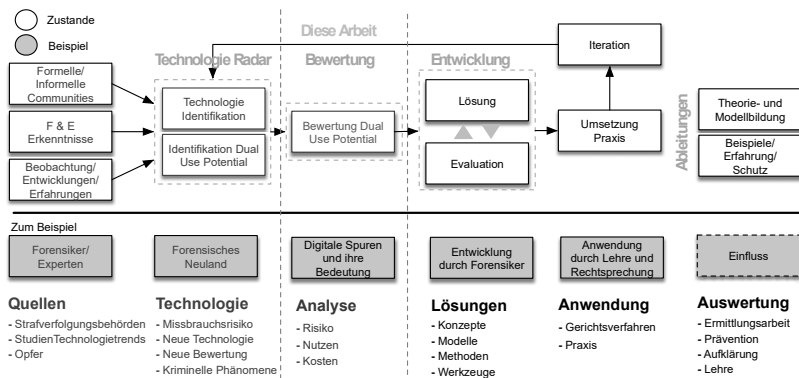 Zustande
Beispiel
Diese Arbeit
Technologie Radar
Bewertung
Entwicklung
Iteration
Formelle/
Informelle
Communities
F & E
Erkenntnisse
Beobachtung/
Entwicklungen/
Erfahrungen
Technologie
Identifikation
Identifikation Dual
Use Potential
Bewertung Dual
Use Potential
Lösung
Evaluation
Umsetzung
Praxis
Ableitungen
Theorie- und
Modellbildung
Beispiele/
Erfahrung/
Schutz
Zum Beispiel
Forensiker/
Experten
Forensisches
Neuland
Digitale Spuren
und ihre
Bedeutung
Entwicklung
durch Forensiker
Anwendung
durch Lehre und
Rechtsprechung
Einfluss
Quellen
- Strafverfolgungsbehörden
- StudienTechnologietrends
- Opfer
Technologie
- Missbrauchsrisiko
- Neue Technologie
- Neue Bewertung
- Kriminelle Phänomene
Analyse
- Risiko
- Nutzen
- Kosten
Lösungen
- Konzepte
- Modelle
- Methoden
- Werkzeuge
Anwendung
- Gerichtsverfahren
- Praxis
Auswertung
- Ermittlungsarbeit
- Prävention
- Aufklärung
- Lehre